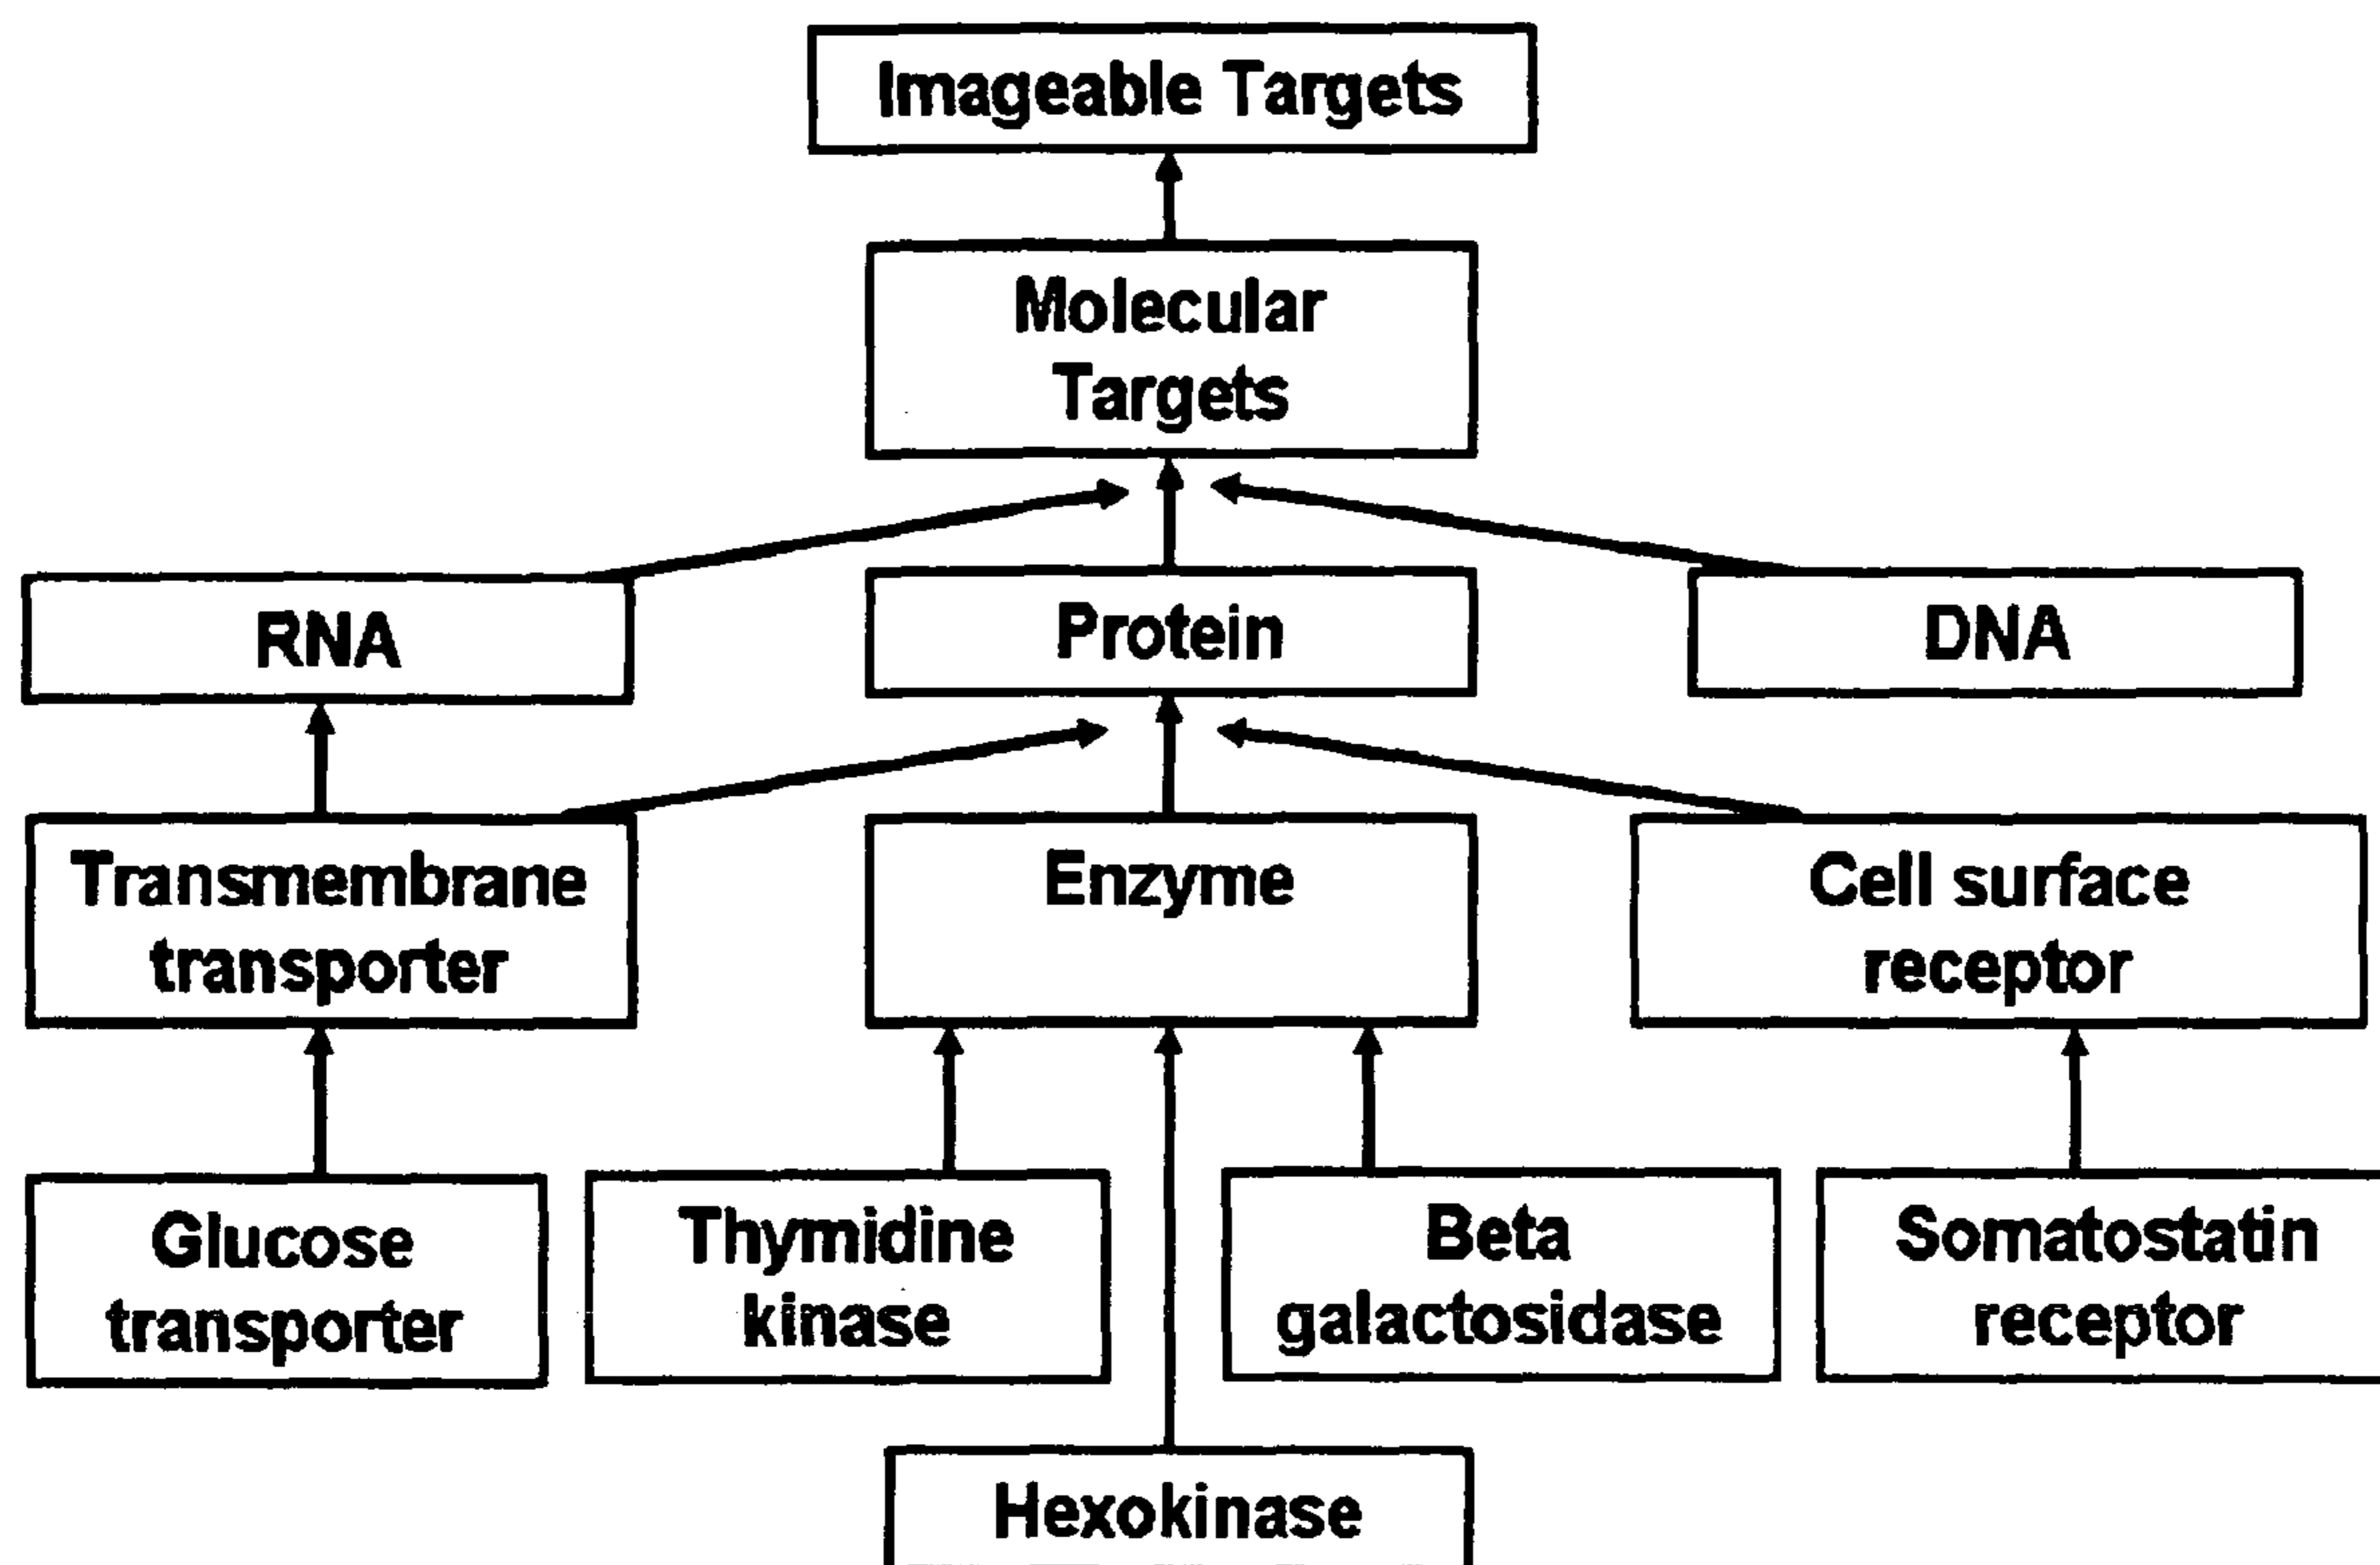 Imageable Targets
Molecular
Targets
RNA
Protein
DNA
Transmembrane
transporter
Enzyme
Cell surface
receptor
Glucose
transporter
Thymidine
kinase
Beta
galactosidase
Somatostatin
receptor
Hexokinase